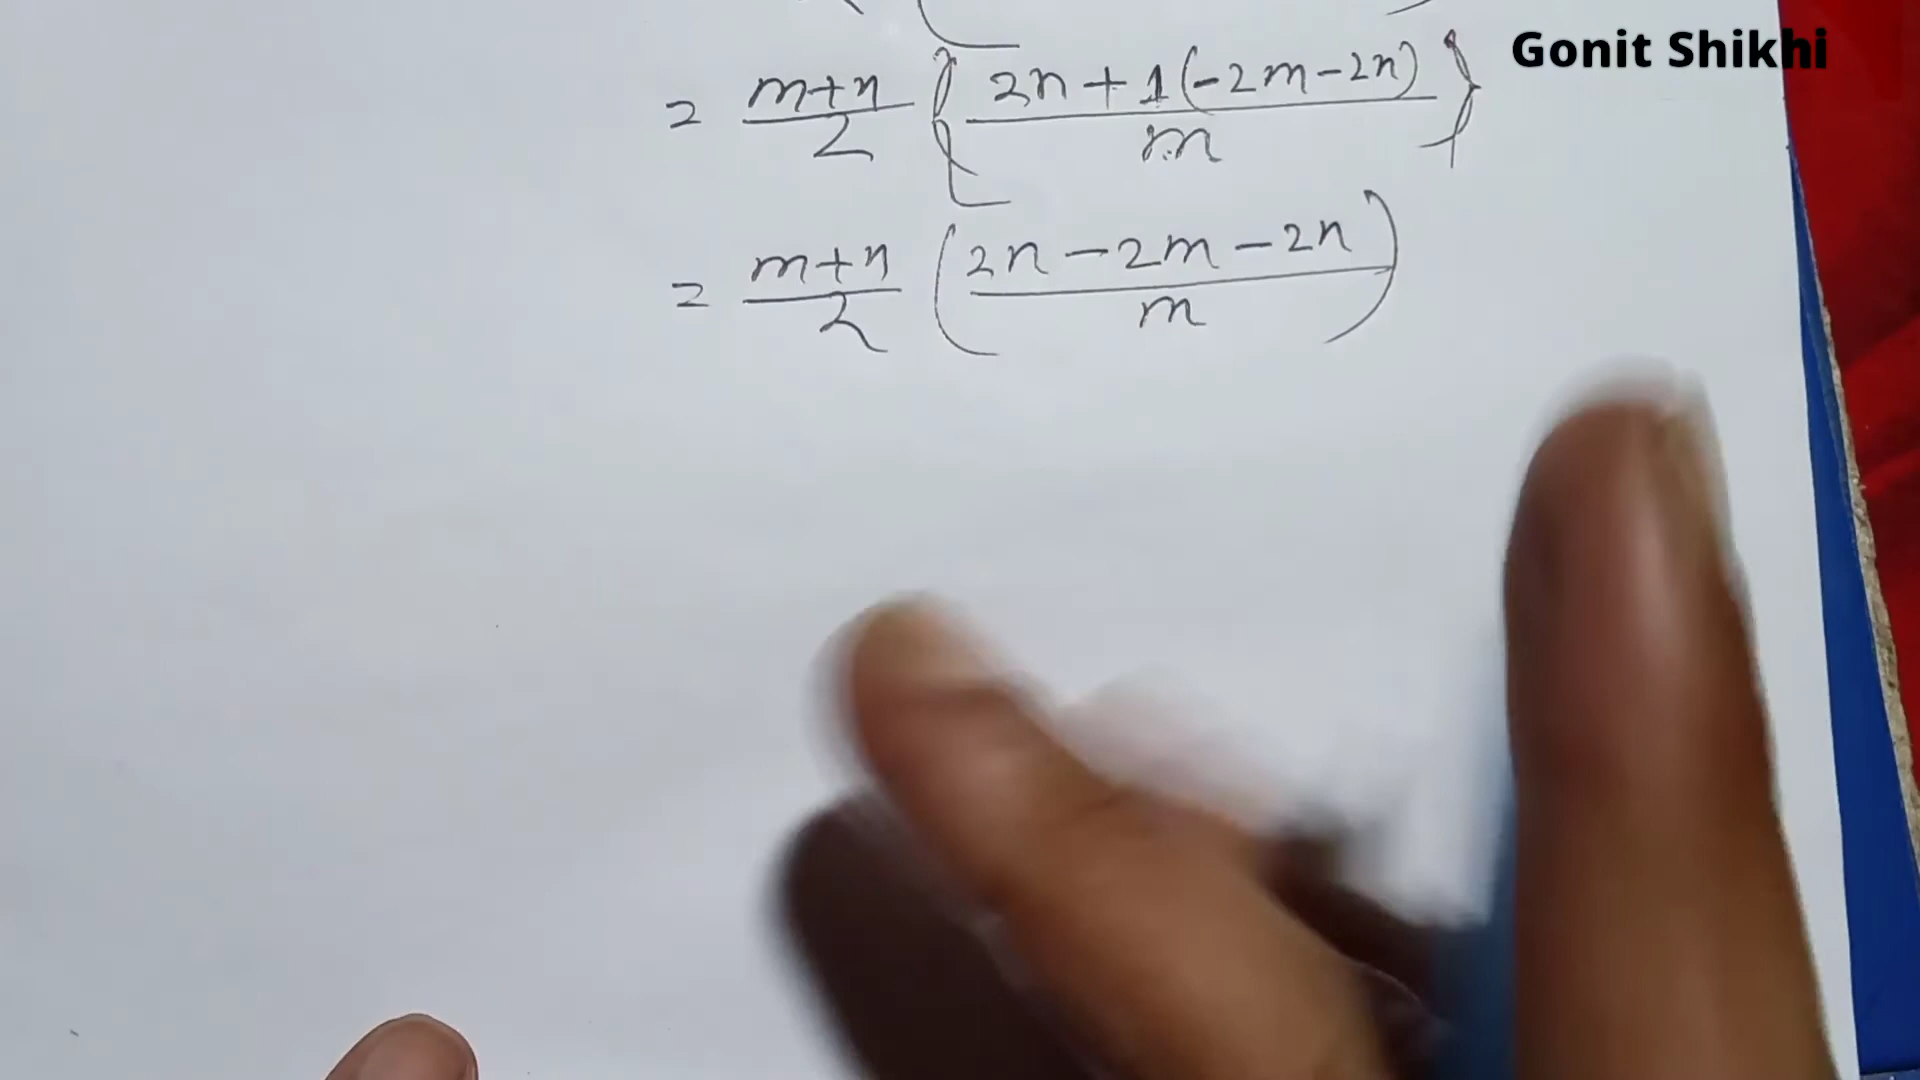 Gonit Shikhi
= m+n/2 { 2n+1(-2m-2n)/m }
= m+n/2 ( 2n-2m-2n/m )